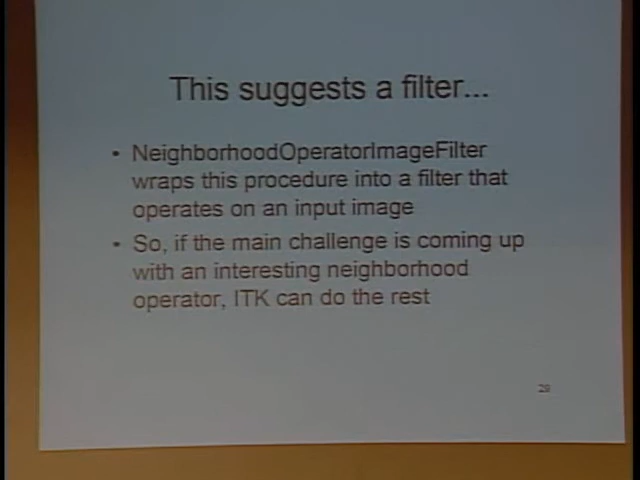 This suggests a filter...
• NeighborhoodOperatorImageFilter
wraps this procedure into a filter that
operates on an input image
• So, if the main challenge is coming up
with an interesting neighborhood
operator, ITK can do the rest
29